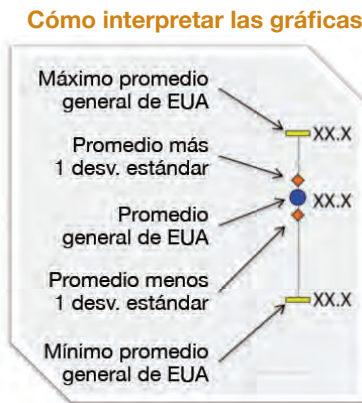 Cómo interpretar las gráficas
Máximo promedio
general de EUA
XX.X
Promedio más
1 desv. estándar
XX.X
Promedio
general de EUA
Promedio menos
1 desv. estándar
XX.X
Mínimo promedio
general de EUA